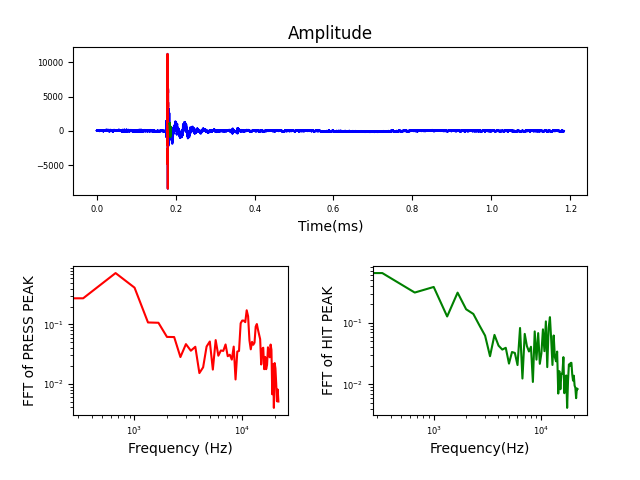 Amplitude
10000
5000
0
−5000
0.0 0.2 0.4 0.6 0.8 1.0 1.2
Time(ms)
FFT of PRESS PEAK
10⁻¹
10⁻²
10³ 10⁴
Frequency (Hz)
FFT of HIT PEAK
10⁻¹
10⁻²
10³ 10⁴
Frequency(Hz)